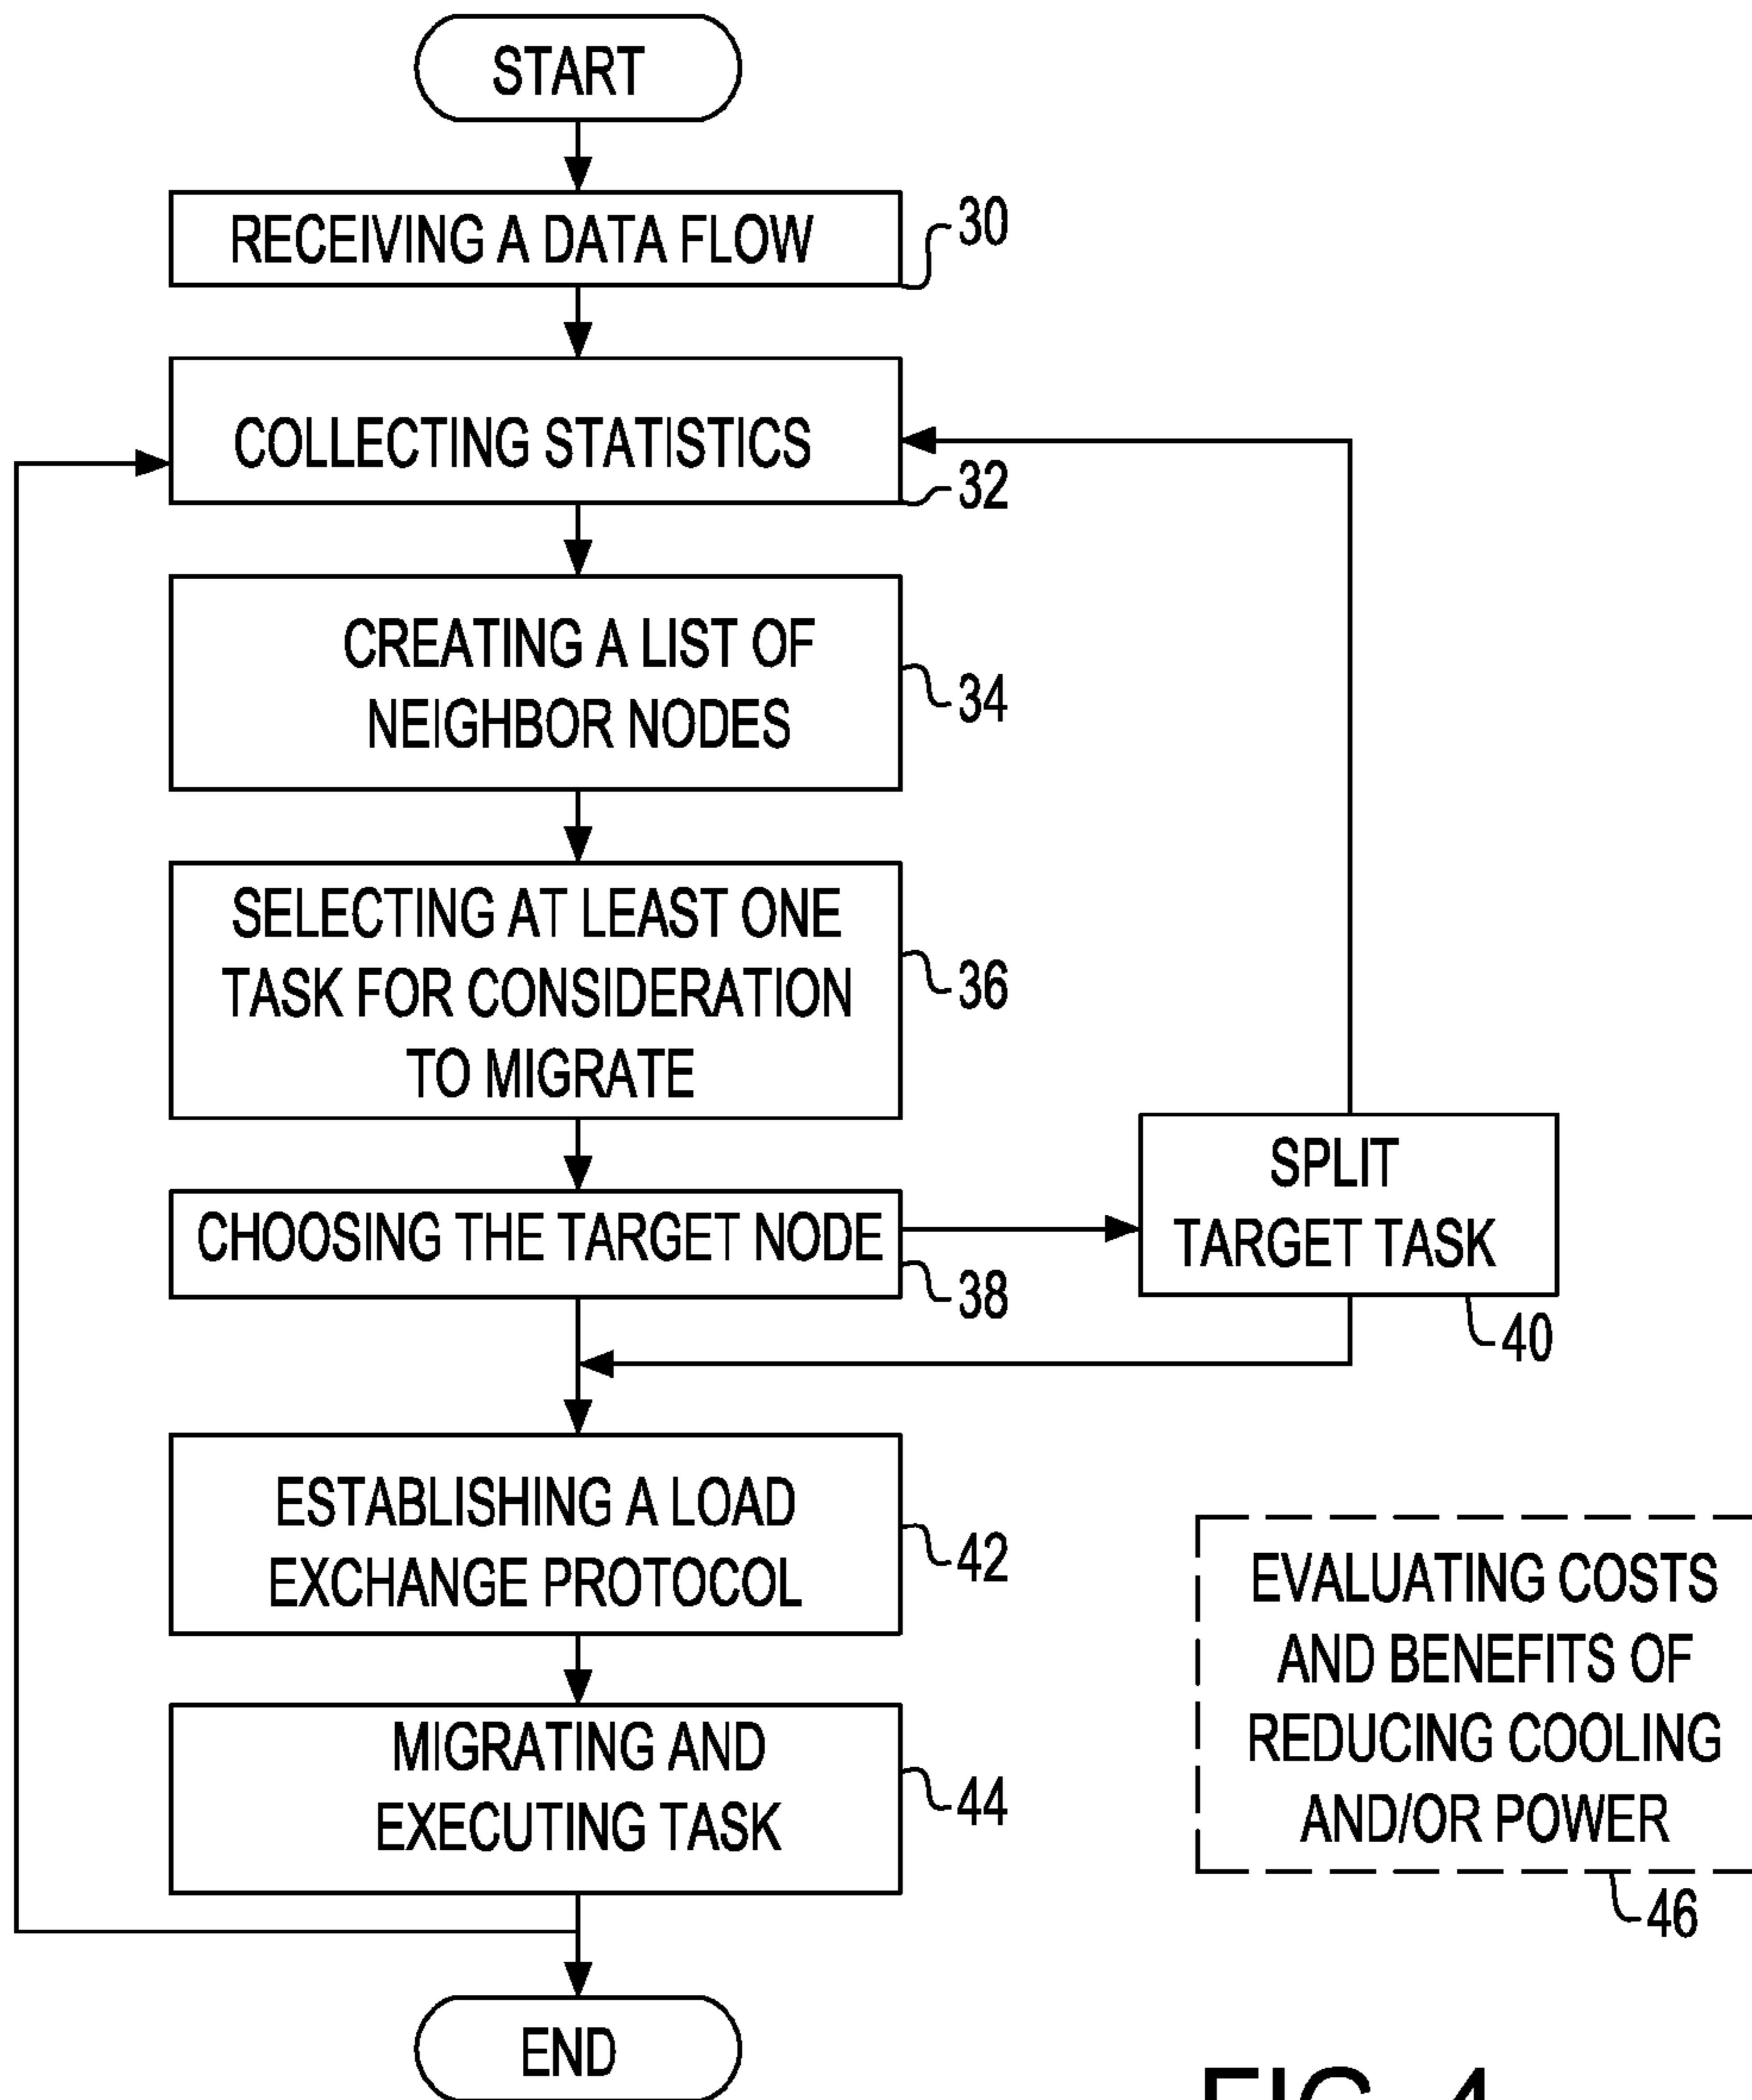 START
RECEIVING A DATA FLOW
30
COLLECTING STATISTICS
32
CREATING A LIST OF
NEIGHBOR NODES
34
SELECTING AT LEAST ONE
TASK FOR CONSIDERATION
TO MIGRATE
36
CHOOSING THE TARGET NODE
38
SPLIT
TARGET TASK
40
ESTABLISHING A LOAD
EXCHANGE PROTOCOL
42
MIGRATING AND
EXECUTING TASK
44
EVALUATING COSTS
AND BENEFITS OF
REDUCING COOLING
AND/OR POWER
46
END
FIG. 4